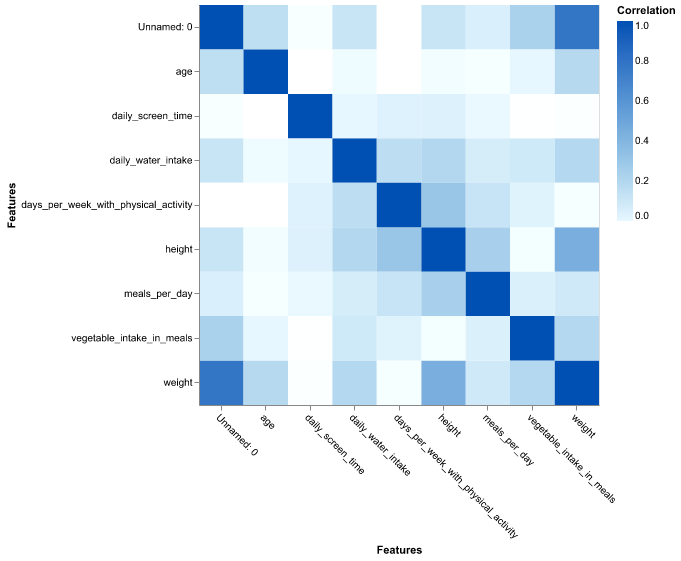 Correlation
Unnamed: 0
age
daily_screen_time
daily_water_intake
days_per_week_with_physical_activity
height
meals_per_day
vegetable_intake_in_meals
weight
Features
1.0
0.8
0.6
0.4
0.2
0.0
Unnamed: 0
age
daily_screen_time
daily_water_intake
days_per_week_with_physical_activity
height
meals_per_day
vegetable_intake_in_meals
weight
Features